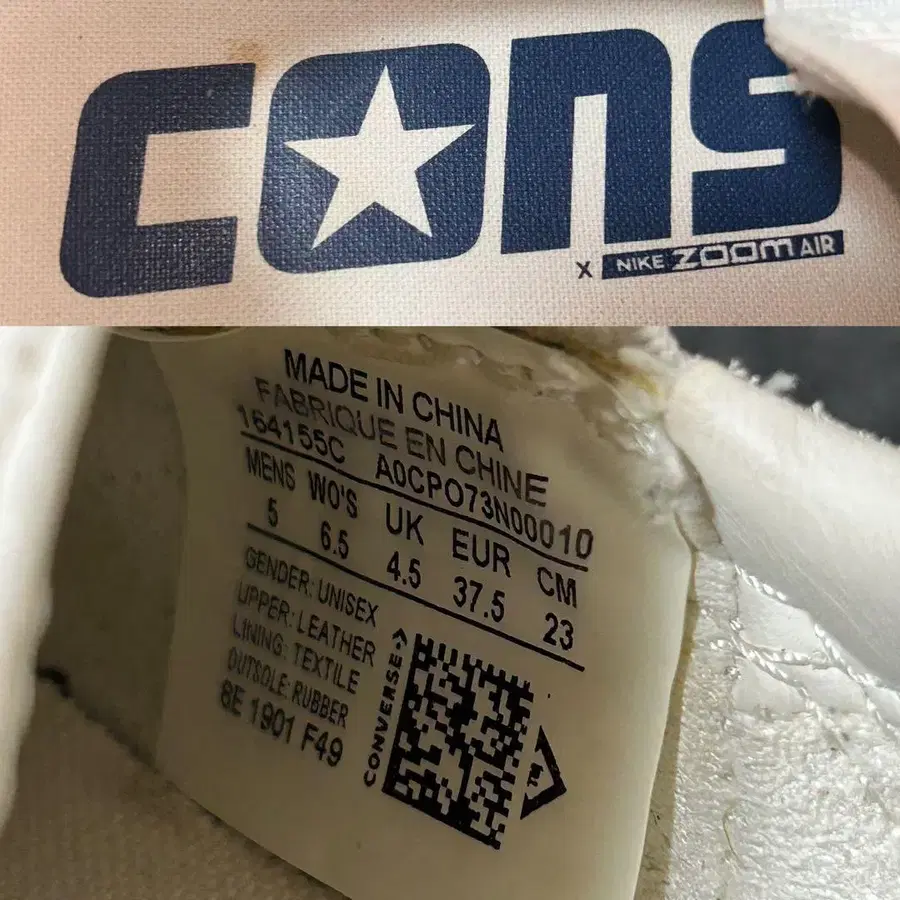 CONS
X NIKE ZOOM AIR
MADE IN CHINA
FABRIQUE EN CHINE
164155C A0CPO73N00010
MENS WO'S UK EUR CM
5 6.5 4.5 37.5 23
GENDER: UNISEX
UPPER: LEATHER
LINING: TEXTILE
OUTSOLE: RUBBER
6E 1901 F49
CONVERSE